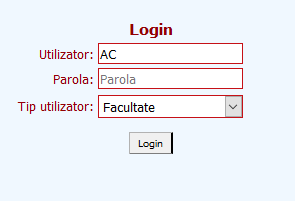 Login
Utilizator: AC
Parola: Parola
Tip utilizator: Facultate
Login